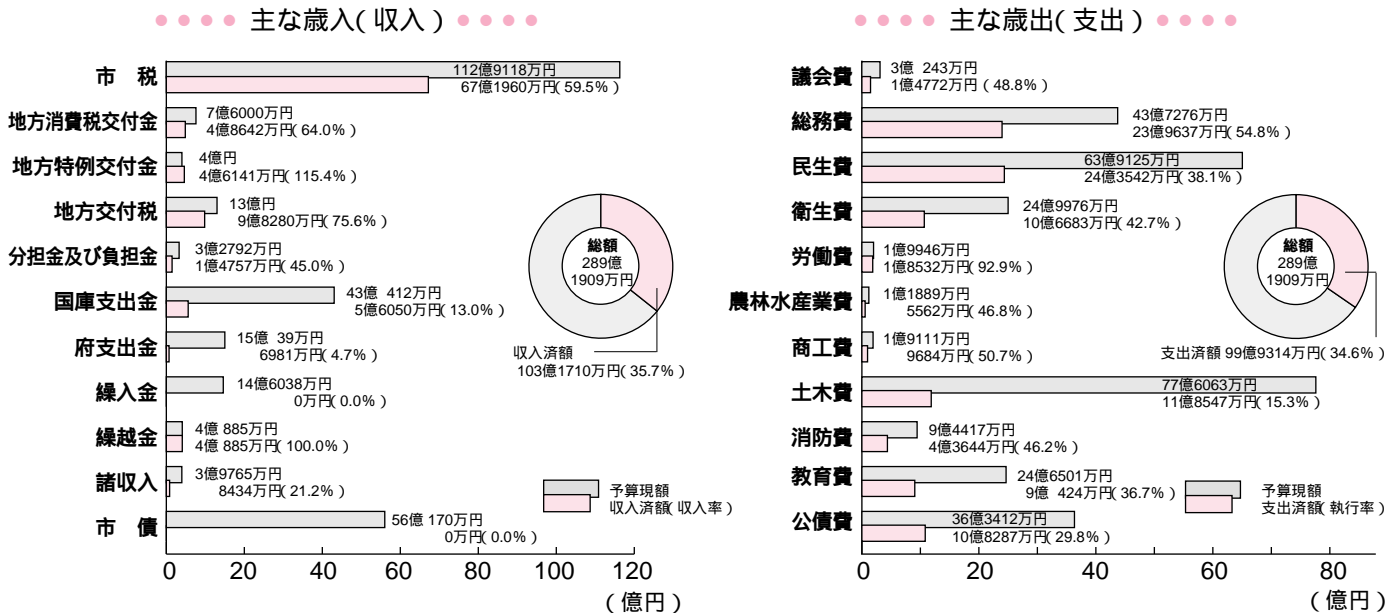 主な歳入(収入)
市 税
112億9118万円
67億1960万円(59.5%)
地方消費税交付金
7億6000万円
4億8642万円(64.0%)
地方特例交付金
4億円
4億6141万円(115.4%)
地方交付税
13億円
9億8280万円(75.6%)
分担金及び負担金
3億2792万円
1億4757万円(45.0%)
国庫支出金
43億 412万円
5億6050万円(13.0%)
府支出金
15億 39万円
6981万円(4.7%)
繰入金
14億6038万円
0万円(0.0%)
繰越金
4億 885万円
4億 885万円(100.0%)
諸収入
3億9765万円
8434万円(21.2%)
市 債
56億 170万円
0万円(0.0%)
総額
289億
1909万円
収入済額
103億1710万円(35.7%)
予算現額
収入済額(収入率)
0 20 40 60 80 100 120
(億円)
主な歳出(支出)
議会費
3億 243万円
1億4772万円(48.8%)
総務費
43億7276万円
23億9637万円(54.8%)
民生費
63億9125万円
24億3542万円(38.1%)
衛生費
24億9976万円
10億6683万円(42.7%)
労働費
1億9946万円
1億8532万円(92.9%)
農林水産業費
1億1889万円
5562万円(46.8%)
商工費
1億9111万円
9684万円(50.7%)
土木費
77億6063万円
11億8547万円(15.3%)
消防費
9億4417万円
4億3644万円(46.2%)
教育費
24億6501万円
9億 424万円(36.7%)
公債費
36億3412万円
10億8287万円(29.8%)
総額
289億
1909万円
支出済額 99億9314万円(34.6%)
予算現額
支出済額(執行率)
0 20 40 60 80
(億円)